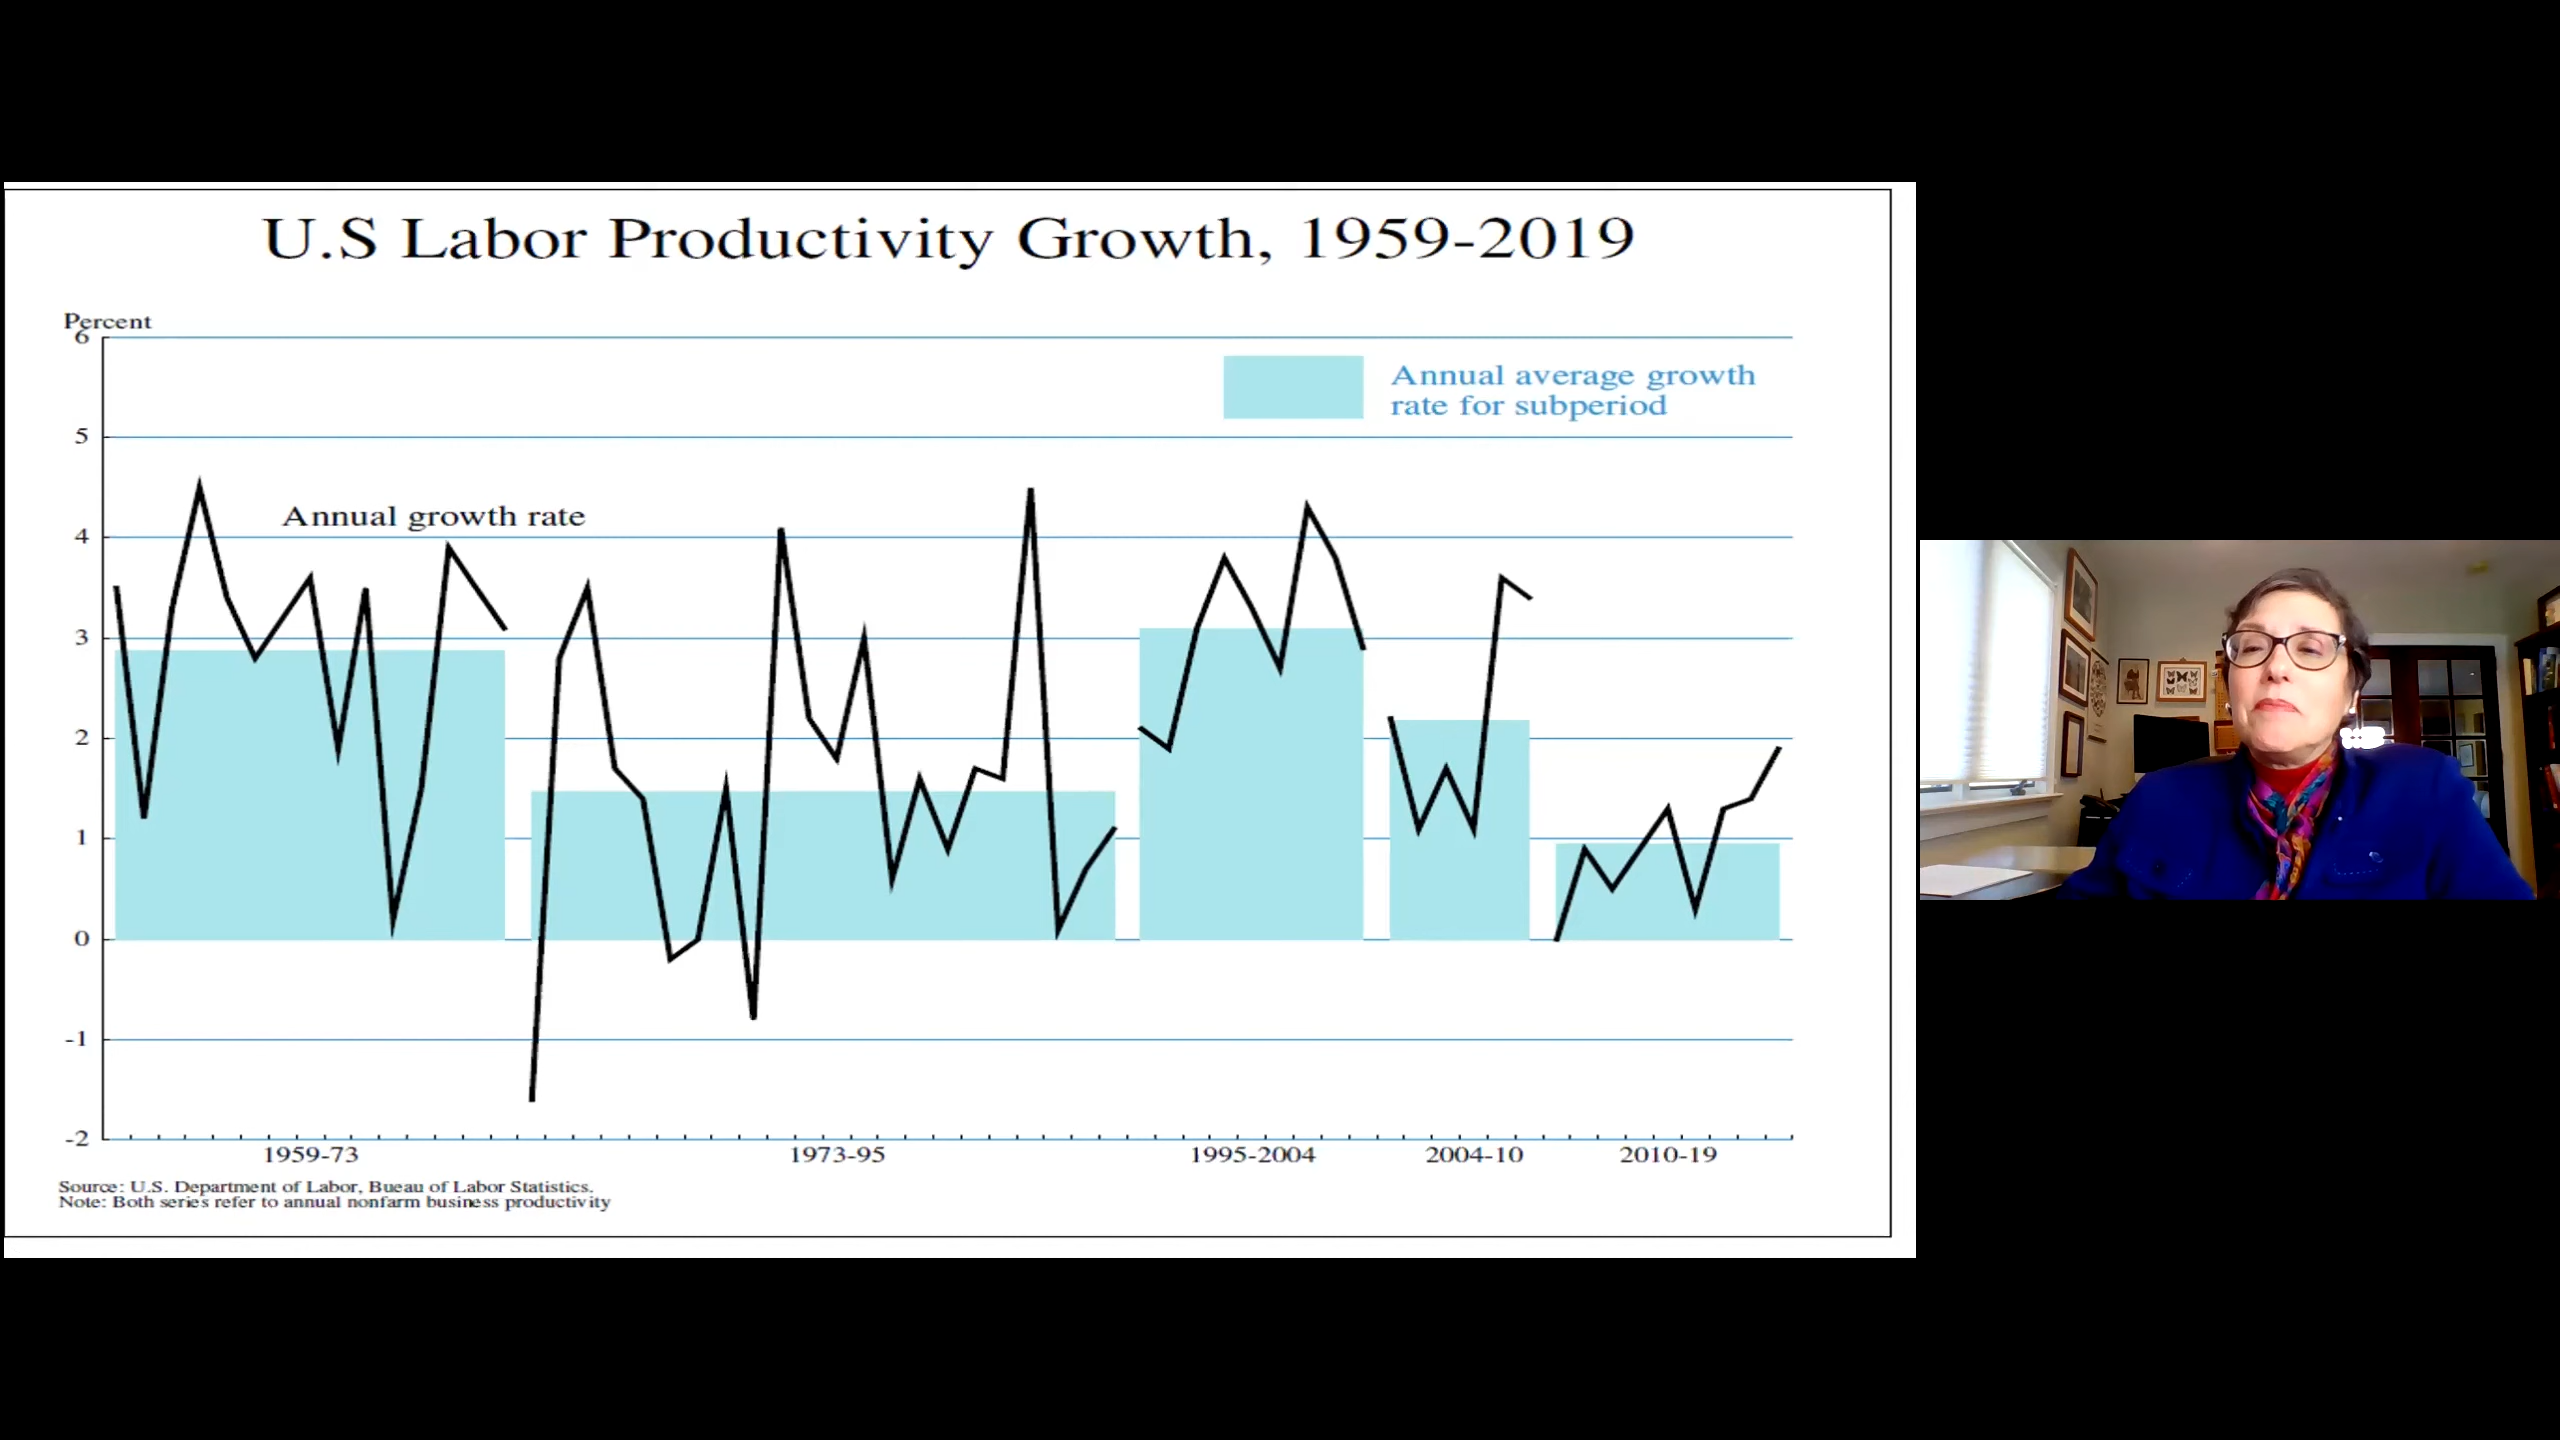 U.S Labor Productivity Growth, 1959-2019
Percent
6
5
4
3
2
1
0
-1
-2
Annual average growth
rate for subperiod
Annual growth rate
1959-73
1973-95
1995-2004
2004-10
2010-19
Source: U.S. Department of Labor, Bueau of Labor Statistics.
Note: Both series refer to annual nonfarm business productivity